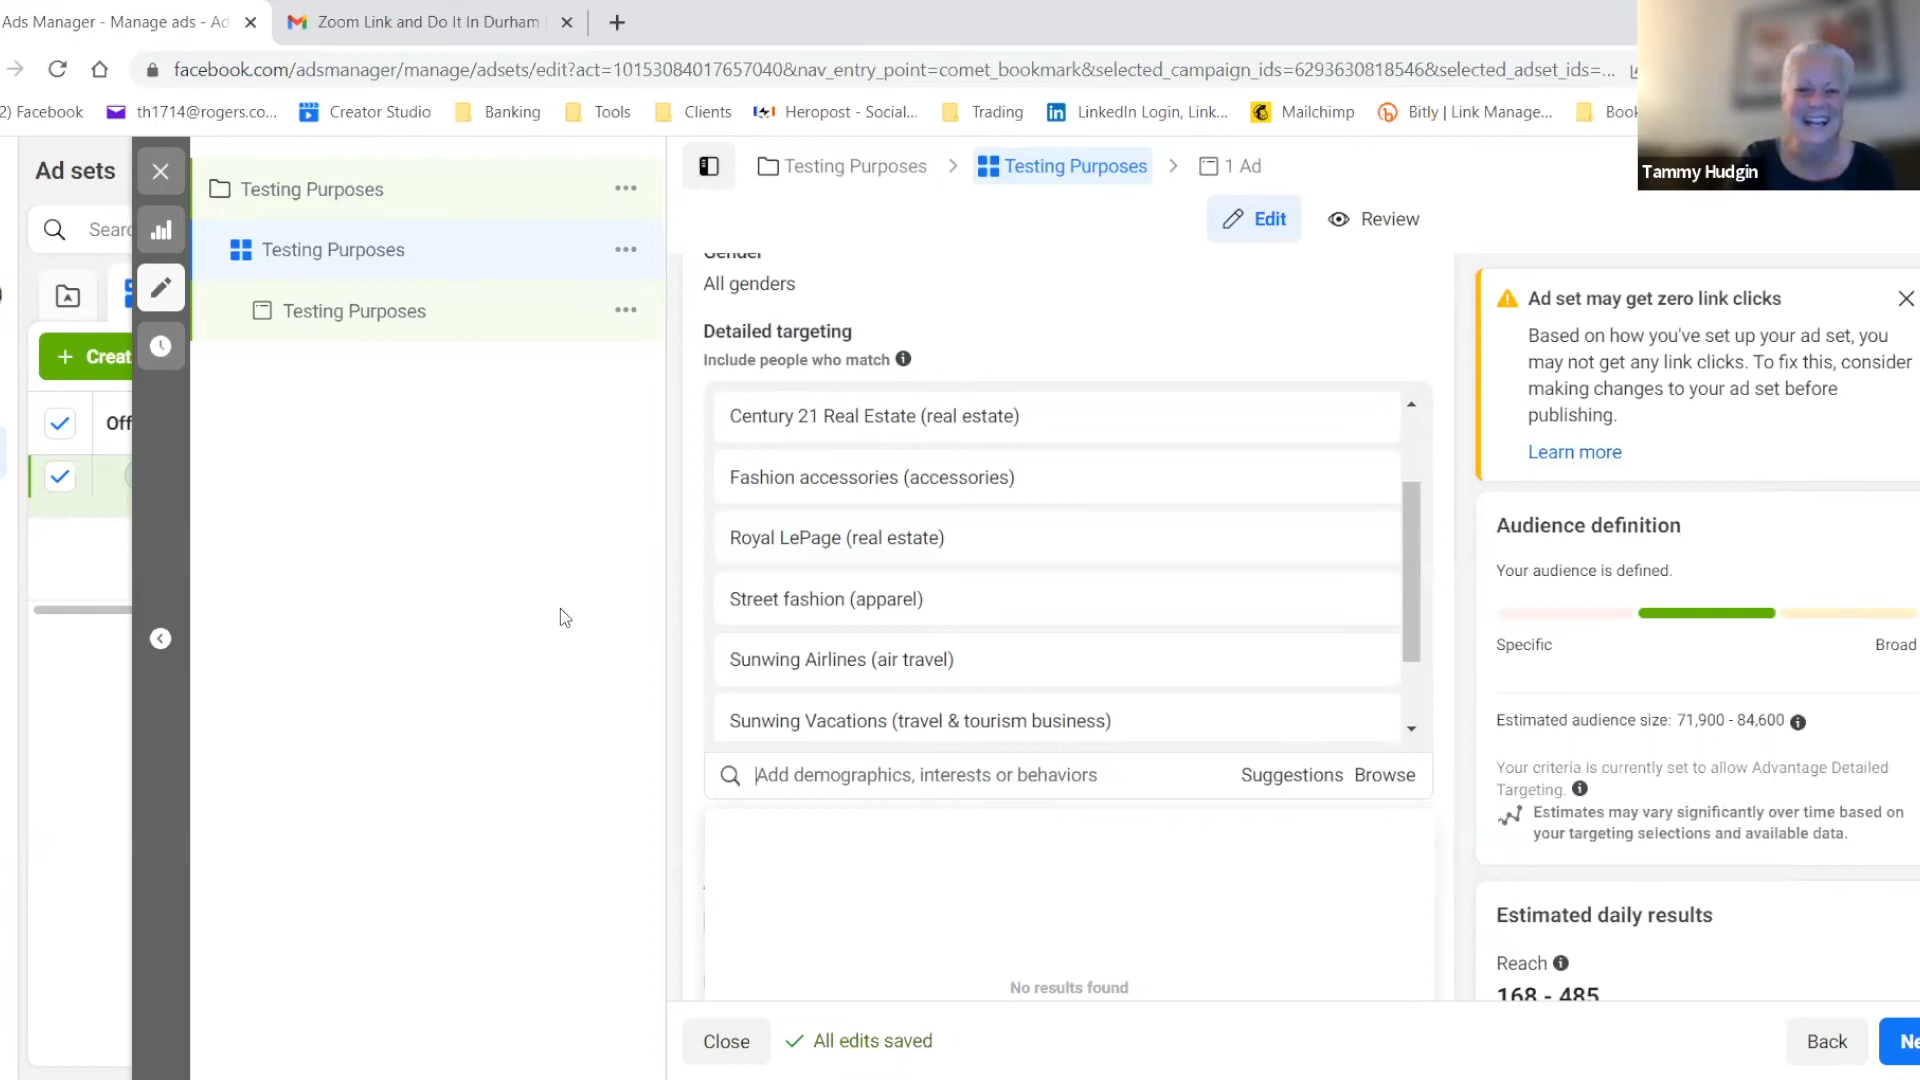 Ads Manager - Manage ads - Ad
Zoom Link and Do It In Durham
facebook.com/adsmanager/manage/adsets/edit?act=10153084017657040&nav_entry_point=comet_bookmark&selected_campaign_ids=6293630818546&selected_adset_ids=...
2) Facebook
th1714@rogers.co...
Creator Studio
Banking
Tools
Clients
Heropost - Social...
Trading
LinkedIn Login, Link...
Mailchimp
Bitly | Link Manage...
Book
Tammy Hudgin
Ad sets
Sear
Creat
Off
Testing Purposes
Testing Purposes
Testing Purposes
Testing Purposes
Testing Purposes
1 Ad
Edit
Review
Gender
All genders
Detailed targeting
Include people who match
Century 21 Real Estate (real estate)
Fashion accessories (accessories)
Royal LePage (real estate)
Street fashion (apparel)
Sunwing Airlines (air travel)
Sunwing Vacations (travel & tourism business)
Add demographics, interests or behaviors
Suggestions
Browse
No results found
Close
All edits saved
Back
Ne
Ad set may get zero link clicks
Based on how you've set up your ad set, you
may not get any link clicks. To fix this, consider
making changes to your ad set before
publishing.
Learn more
Audience definition
Your audience is defined.
Specific
Broad
Estimated audience size: 71,900 - 84,600
Your criteria is currently set to allow Advantage Detailed
Targeting.
Estimates may vary significantly over time based on
your targeting selections and available data.
Estimated daily results
Reach
168 - 485